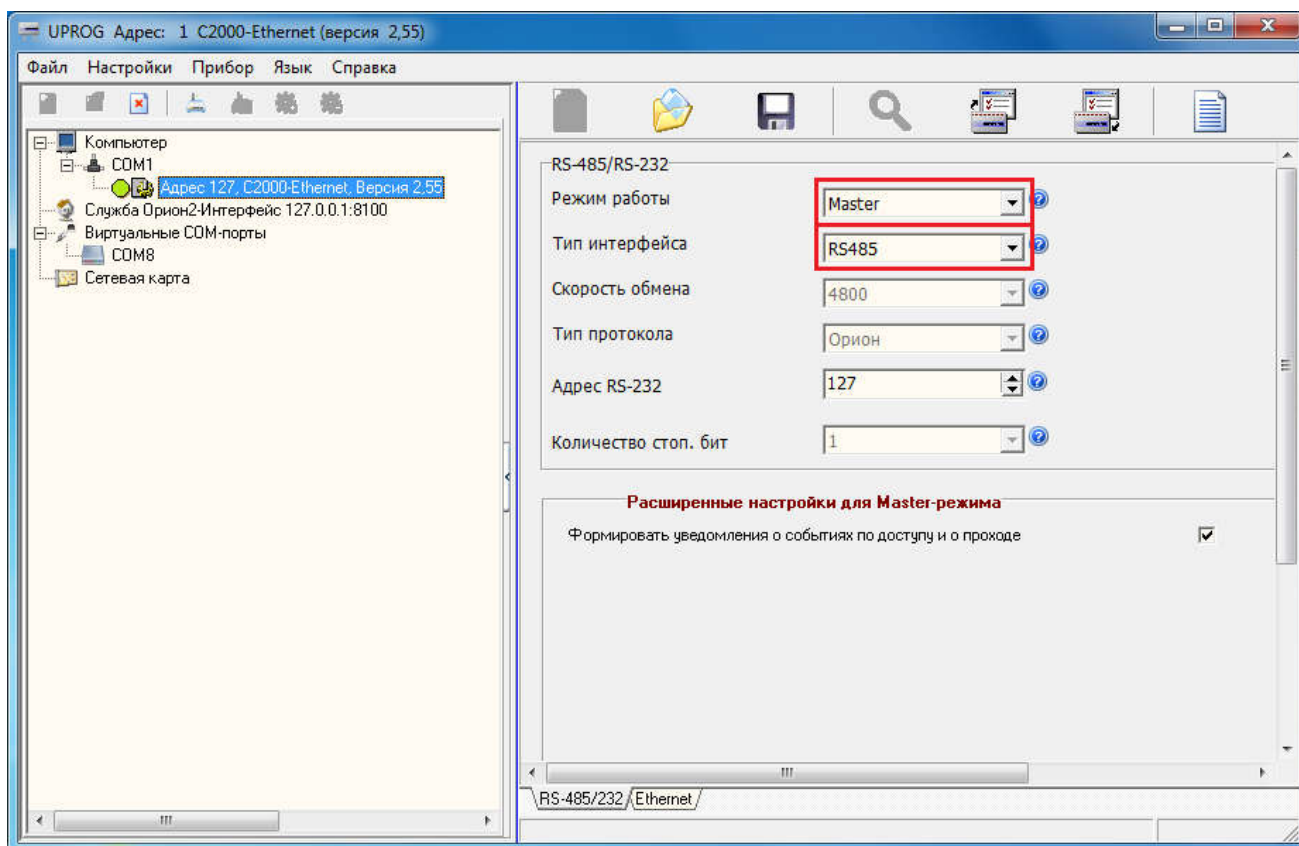 UPROG Адрес: 1 С2000-Ethernet (версия 2,55)
Файл Настройки Прибор Язык Справка
Компьютер
COM1
Адрес 127, С2000-Ethernet, Версия 2,55
Служба Орион2-Интерфейс 127.0.0.1:8100
Виртуальные COM-порты
COM8
Сетевая карта
RS-485/RS-232
Режим работы Master
Тип интерфейса RS485
Скорость обмена 4800
Тип протокола Орион
Адрес RS-232 127
Количество стоп. бит 1
Расширенные настройки для Master-режима
Формировать уведомления о событиях по доступу и о проходе
RS-485/232 Ethernet